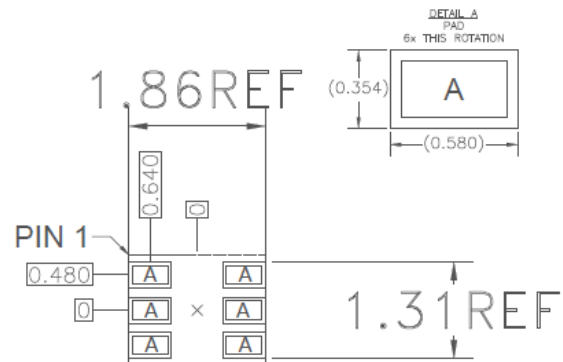 DETAIL A
PAD
6x THIS ROTATION
1.86REF
(0.354)
A
(0.580)
0.640
0
PIN 1
0.480
A A
0
A × A
A A
1.31REF